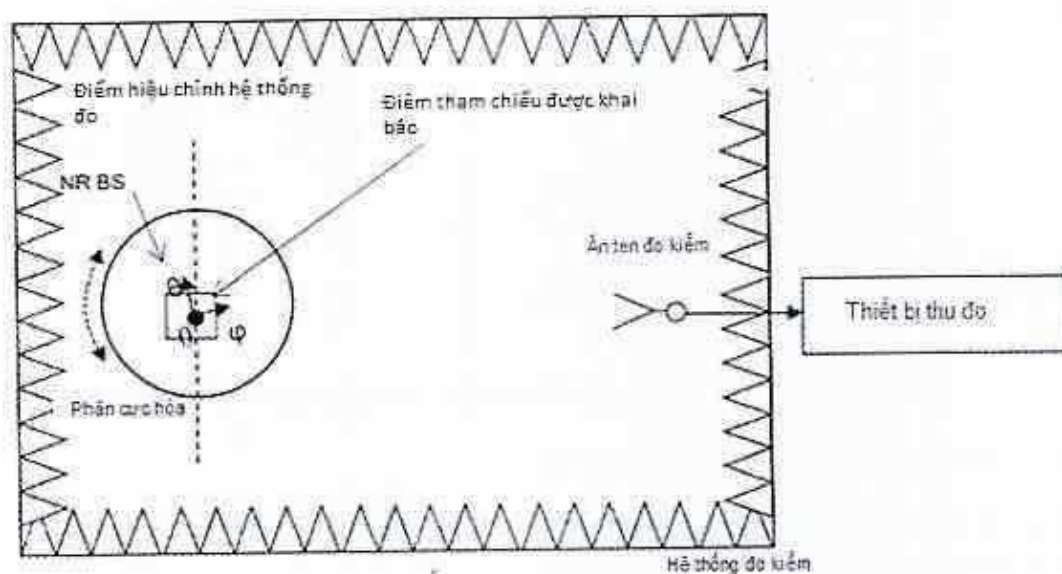 Điểm hiệu chỉnh hệ thống
đo
Điểm tham chiếu được khai
báo
NR BS
Ăn ten đo kiểm
Thiết bị thu đo
θ
φ
Phân cực hóa
Hệ thống đo kiểm